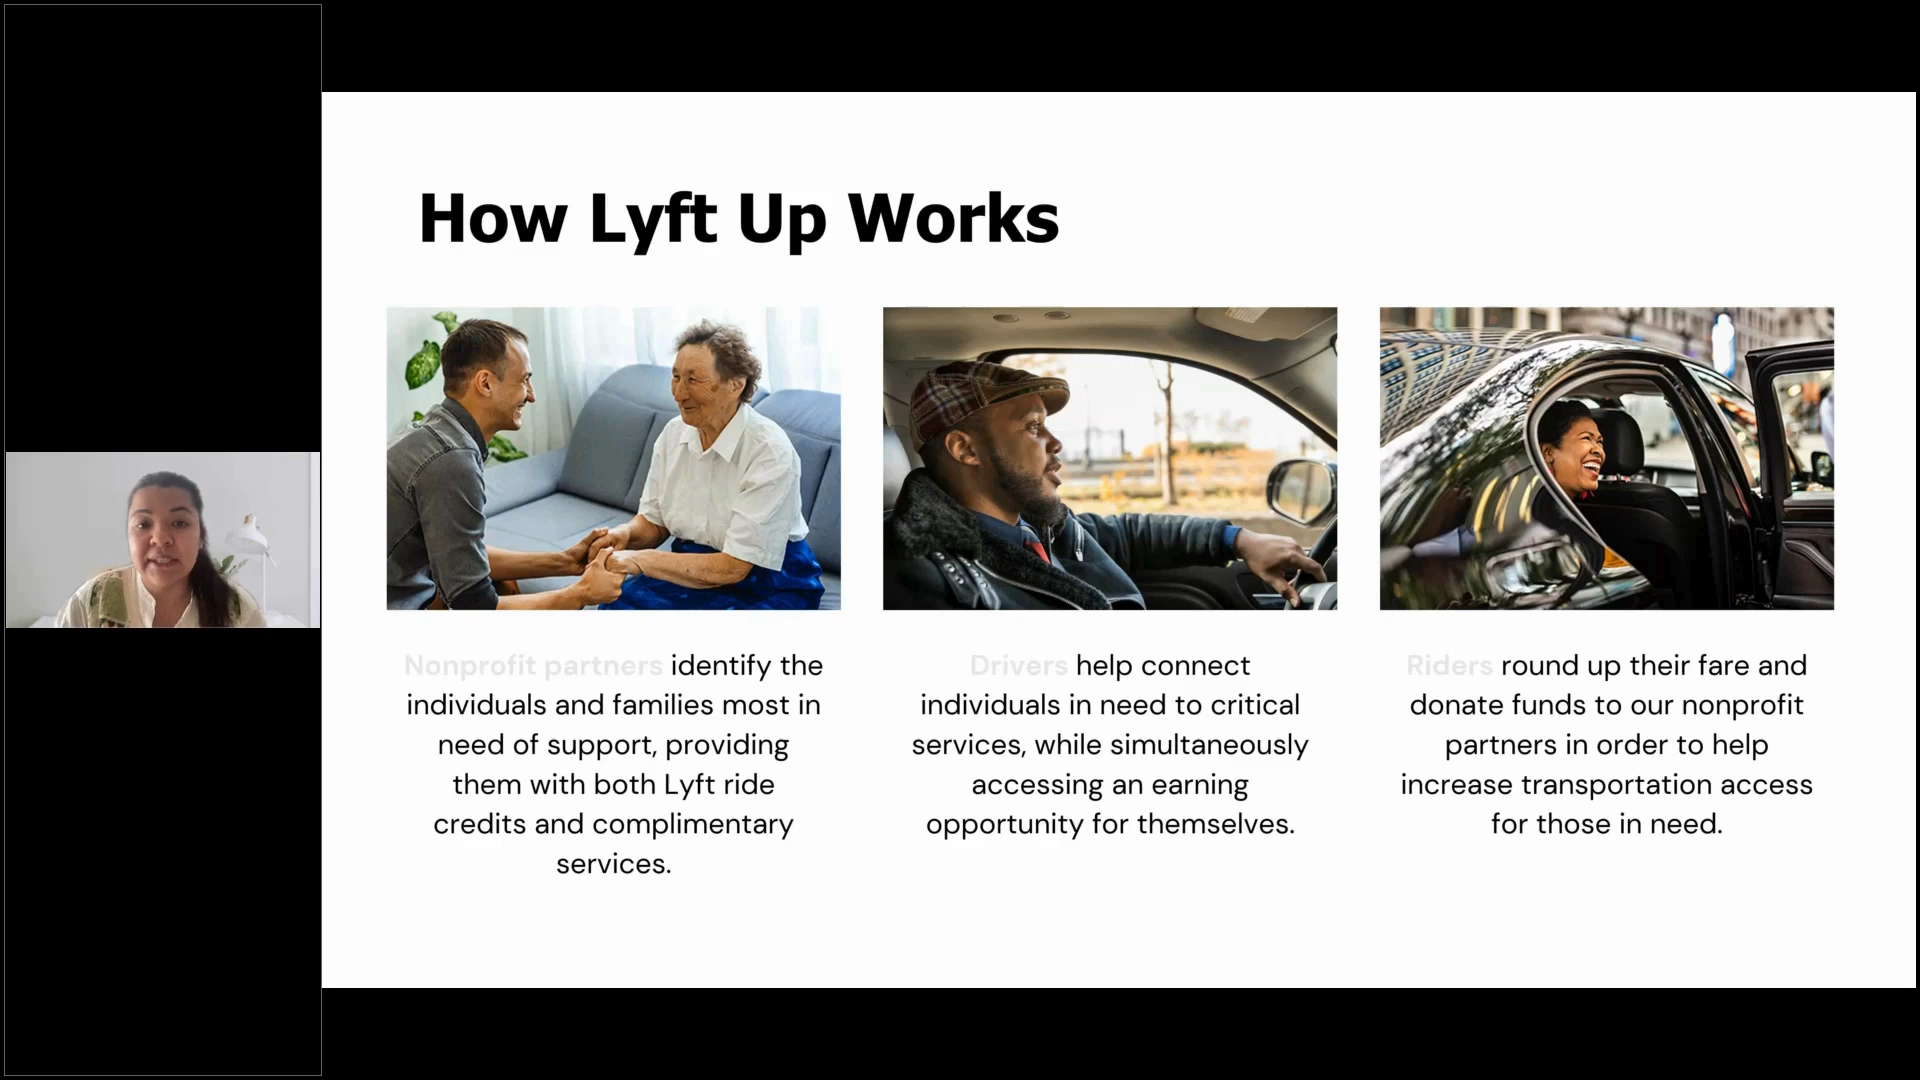 How Lyft Up Works
Nonprofit partners identify the
individuals and families most in
need of support, providing
them with both Lyft ride
credits and complimentary
services.
Drivers help connect
individuals in need to critical
services, while simultaneously
accessing an earning
opportunity for themselves.
Riders round up their fare and
donate funds to our nonprofit
partners in order to help
increase transportation access
for those in need.